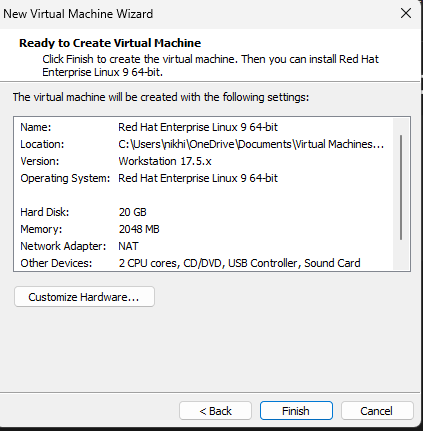 New Virtual Machine Wizard
Ready to Create Virtual Machine
Click Finish to create the virtual machine. Then you can install Red Hat
Enterprise Linux 9 64-bit.
The virtual machine will be created with the following settings:
Name: Red Hat Enterprise Linux 9 64-bit
Location: C:\Users\nikhi\OneDrive\Documents\Virtual Machines...
Version: Workstation 17.5.x
Operating System: Red Hat Enterprise Linux 9 64-bit
Hard Disk: 20 GB
Memory: 2048 MB
Network Adapter: NAT
Other Devices: 2 CPU cores, CD/DVD, USB Controller, Sound Card
Customize Hardware...
< Back Finish Cancel